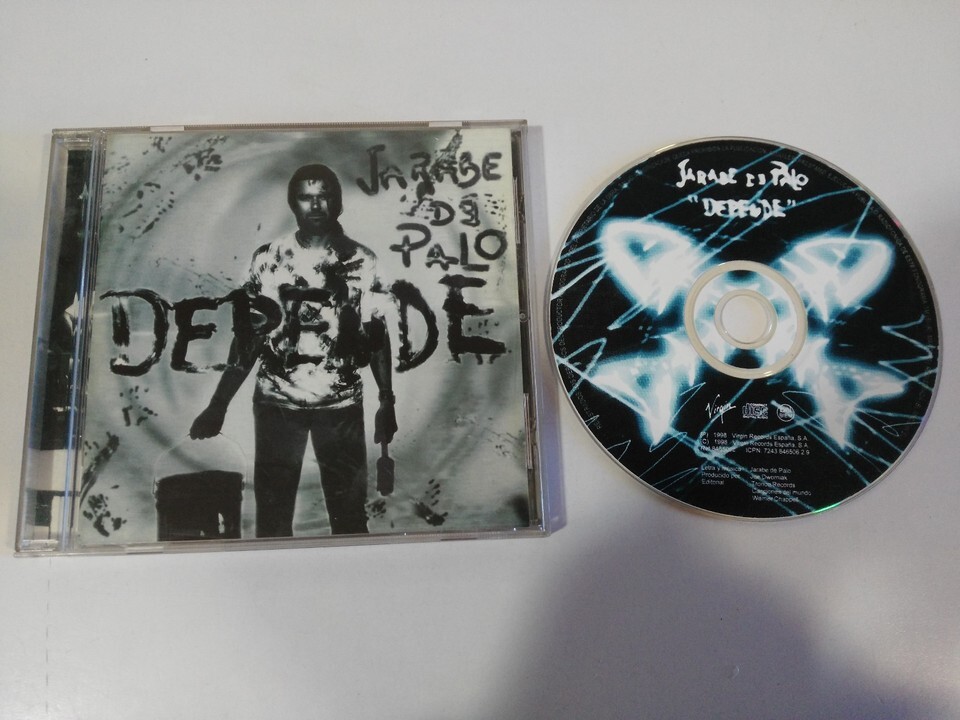 JARABE
DE
PALO
DEPENDE
JARABE DE PALO
"DEPENDE"
Virgin
(P) 1998 Virgin Records España, S.A.
(C) 1998 Virgin Records España, S.A.
ICPN: 7243 846506 2 9
Letra y música: Jarabe de Palo
Producido por Joe Dworniak
Editorial Tronco Records
Canciones del mundo
Warner Chappell